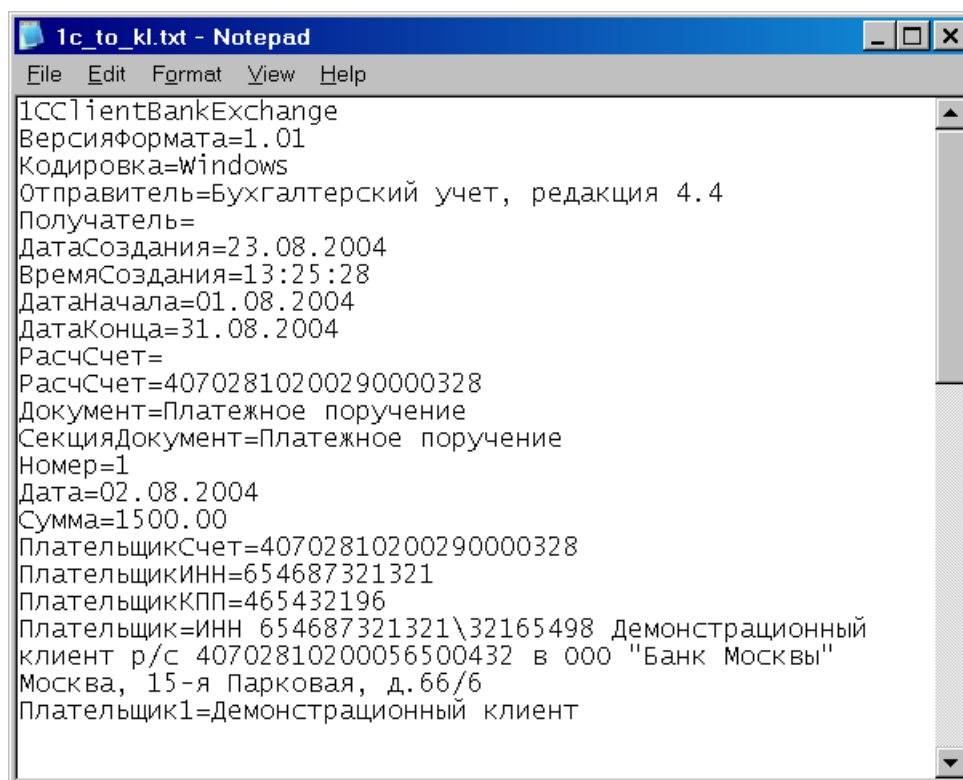 1c_to_kl.txt - Notepad
File Edit Format View Help
1CClientBankExchange
ВерсияФормата=1.01
Кодировка=Windows
Отправитель=Бухгалтерский учет, редакция 4.4
Получатель=
ДатаСоздания=23.08.2004
ВремяСоздания=13:25:28
ДатаНачала=01.08.2004
ДатаКонца=31.08.2004
РасчСчет=
РасчСчет=40702810200290000328
Документ=Платежное поручение
СекцияДокумент=Платежное поручение
Номер=1
Дата=02.08.2004
Сумма=1500.00
ПлательщикСчет=40702810200290000328
ПлательщикИНН=654687321321
ПлательщикКПП=465432196
Плательщик=ИНН 654687321321\32165498 Демонстрационный
клиент р/с 40702810200056500432 в ООО "Банк Москвы"
Москва, 15-я Парковая, д.66/6
Плательщик1=Демонстрационный клиент